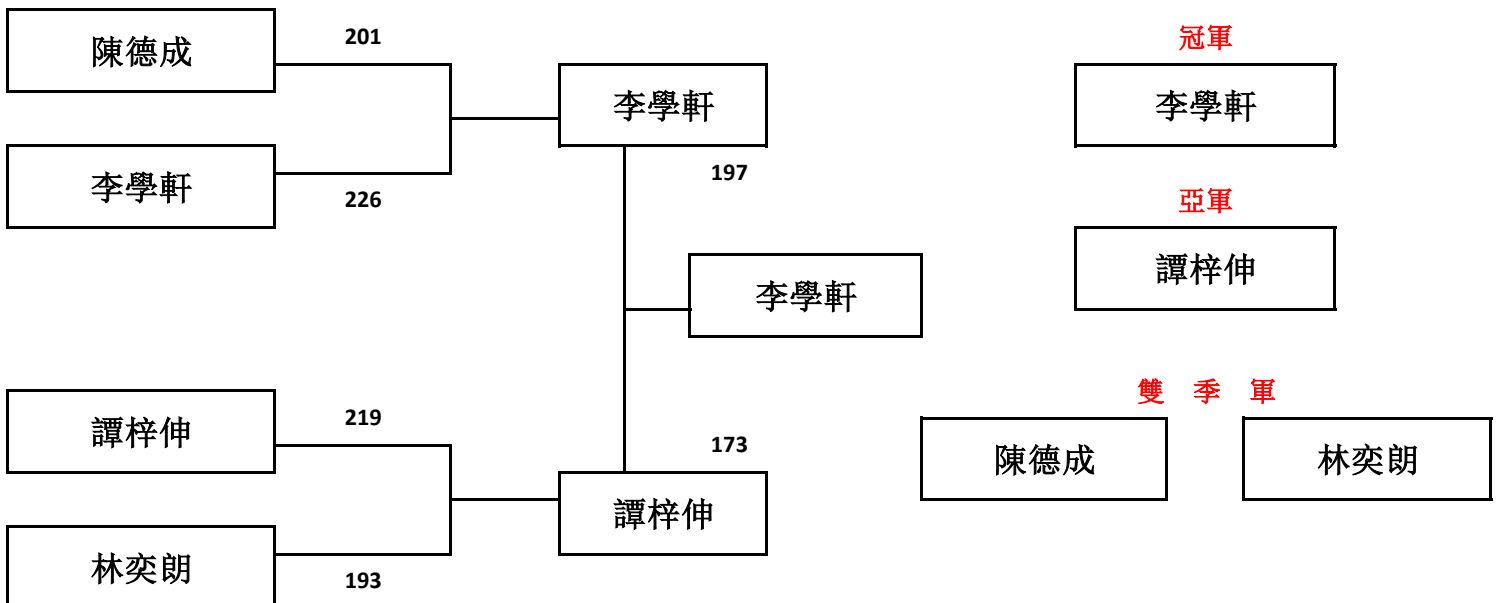 陳德成
201
李學軒
226
李學軒
197
李學軒
譚梓伸
219
林奕朗
193
173
譚梓伸
冠軍
李學軒
亞軍
譚梓伸
雙 季 軍
陳德成
林奕朗